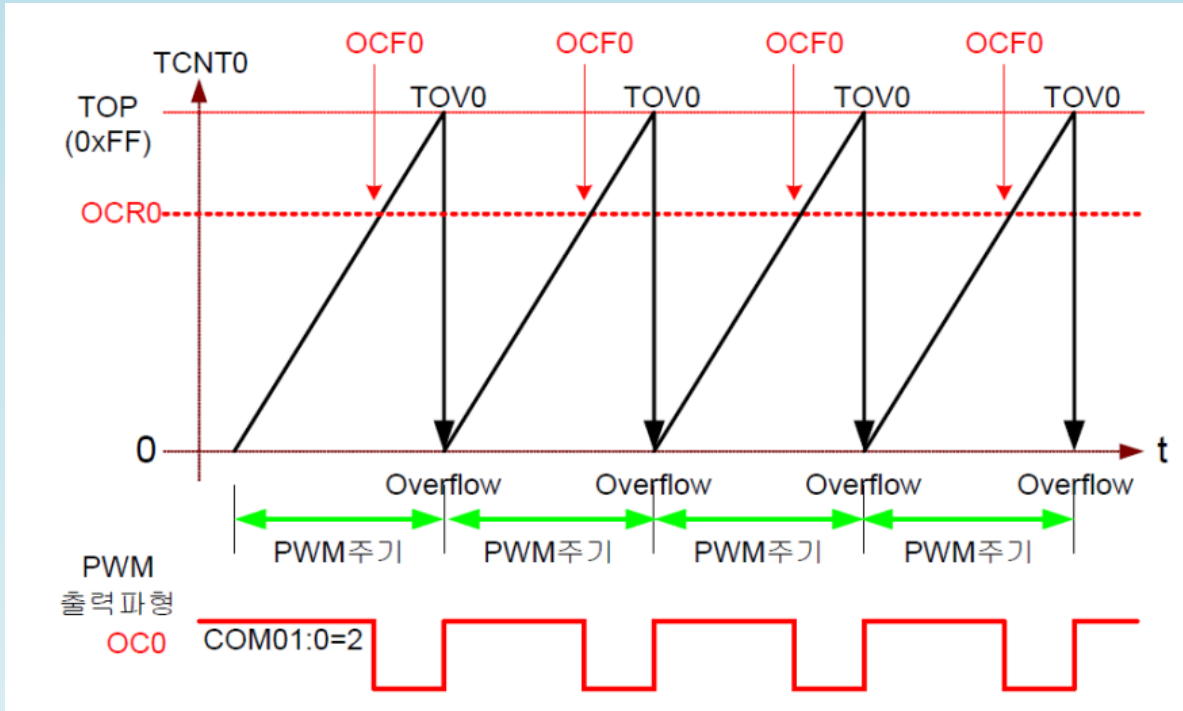 OCF0 OCF0 OCF0 OCF0
TCNT0
TOP
(0xFF)
TOV0 TOV0 TOV0 TOV0
OCR0
0
t
Overflow Overflow Overflow Overflow
PWM주기 PWM주기 PWM주기 PWM주기
PWM
출력파형
OC0
COM01:0=2